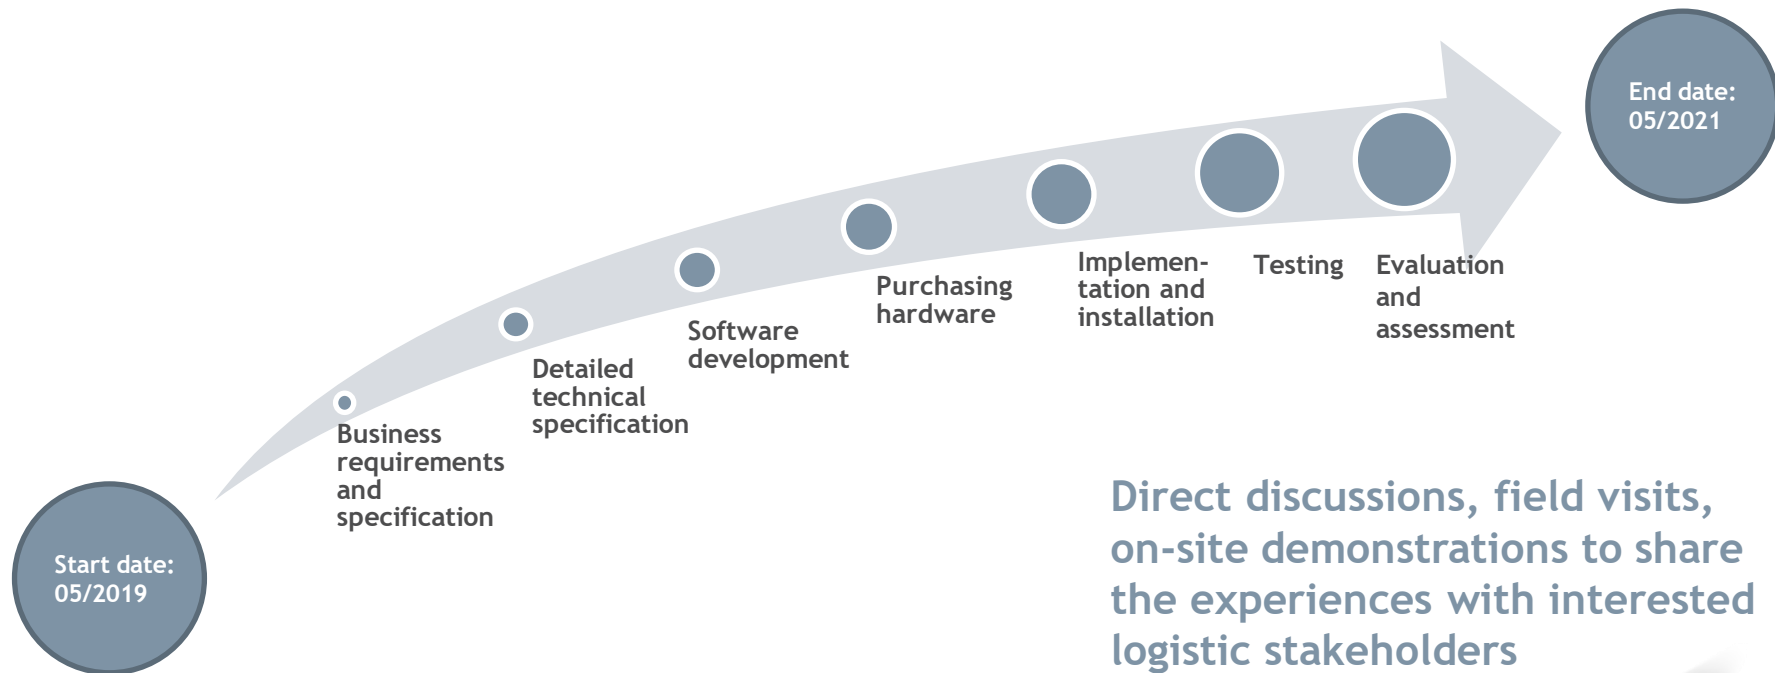 Start date:
05/2019
Business
requirements
and
specification
Detailed
technical
specification
Software
development
Purchasing
hardware
Implemen-
tation and
installation
Testing
Evaluation
and
assessment
End date:
05/2021
Direct discussions, field visits,
on-site demonstrations to share
the experiences with interested
logistic stakeholders